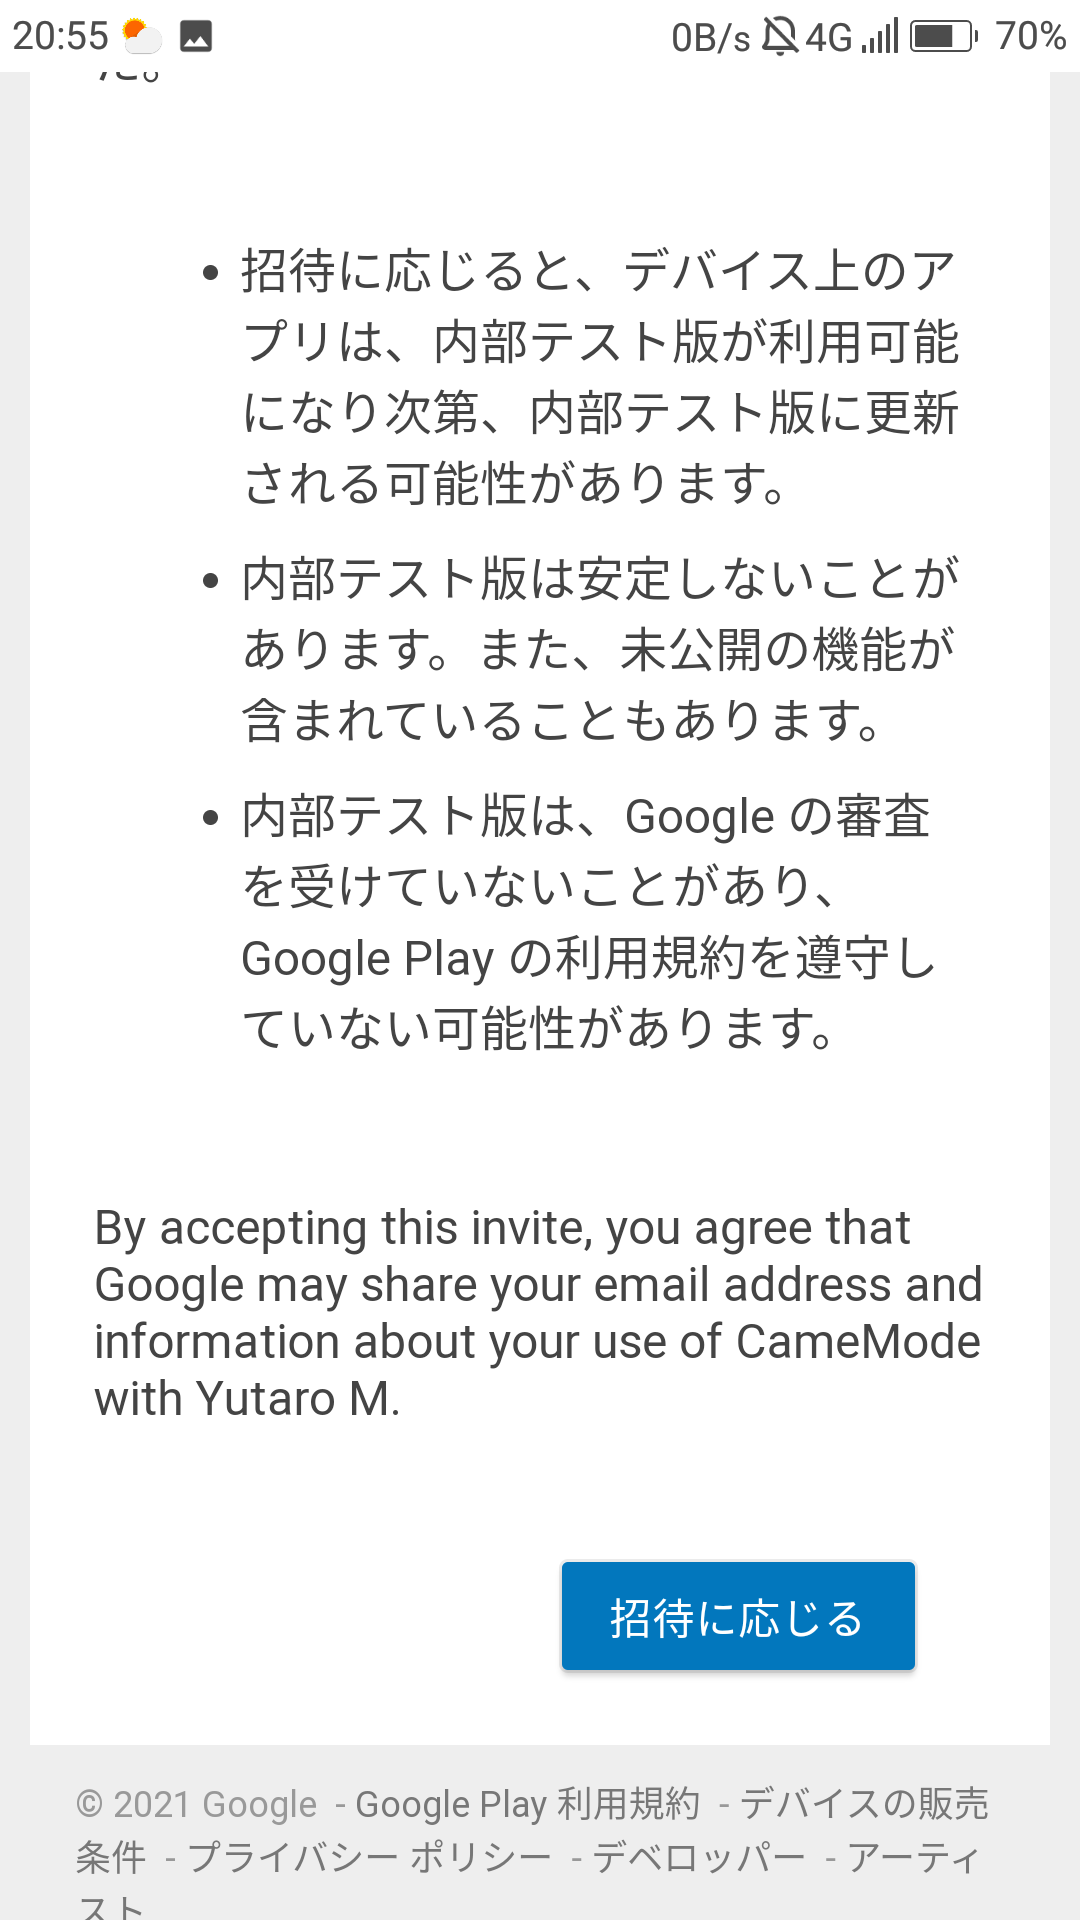 20:55 0B/s 4G 70%
• 招待に応じると、デバイス上のア
プリは、内部テスト版が利用可能
になり次第、内部テスト版に更新
される可能性があります。
• 内部テスト版は安定しないことが
あります。また、未公開の機能が
含まれていることもあります。
• 内部テスト版は、Google の審査
を受けていないことがあり、
Google Play の利用規約を遵守し
ていない可能性があります。
By accepting this invite, you agree that
Google may share your email address and
information about your use of CameMode
with Yutaro M.
招待に応じる
© 2021 Google - Google Play 利用規約 - デバイスの販売
条件 - プライバシー ポリシー - デベロッパー - アーティ
スト